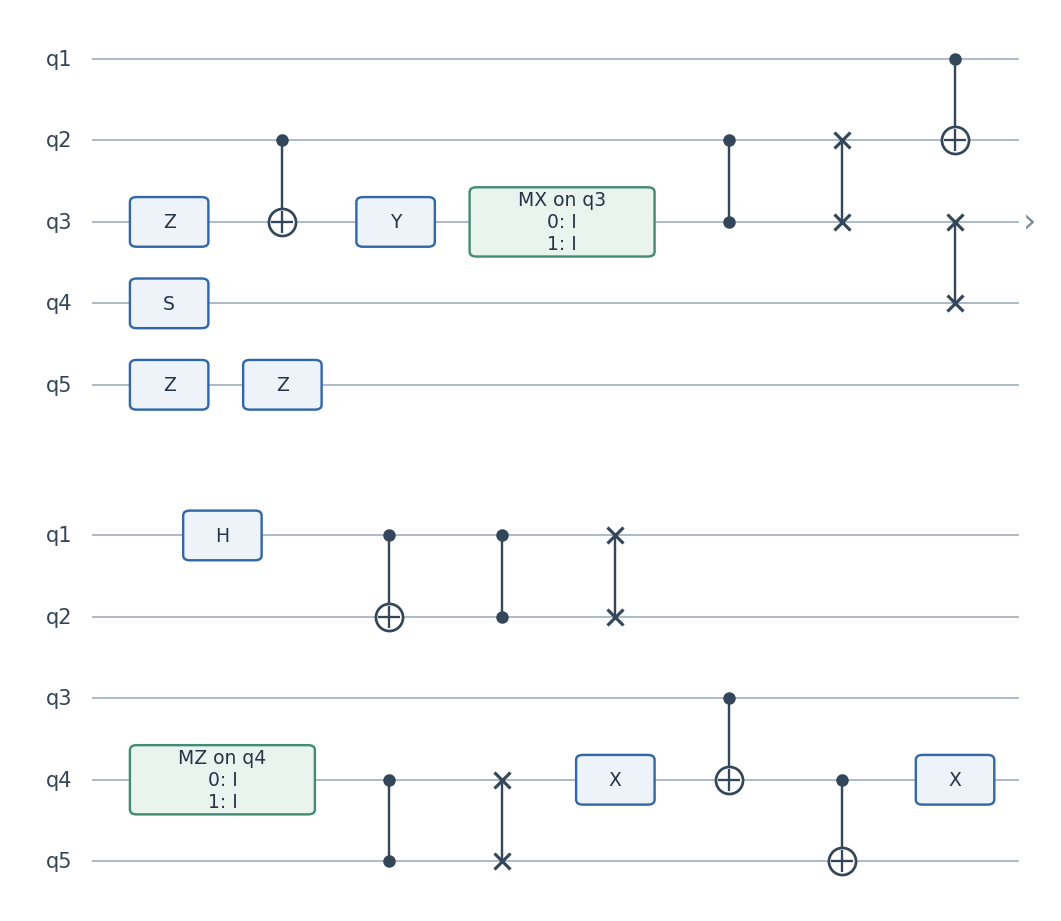 q1
q2
q3 Z Y MX on q3
0: I
1: I
q4 S
q5 Z Z
q1 H
q2
q3
q4 MZ on q4
0: I
1: I
X X
q5